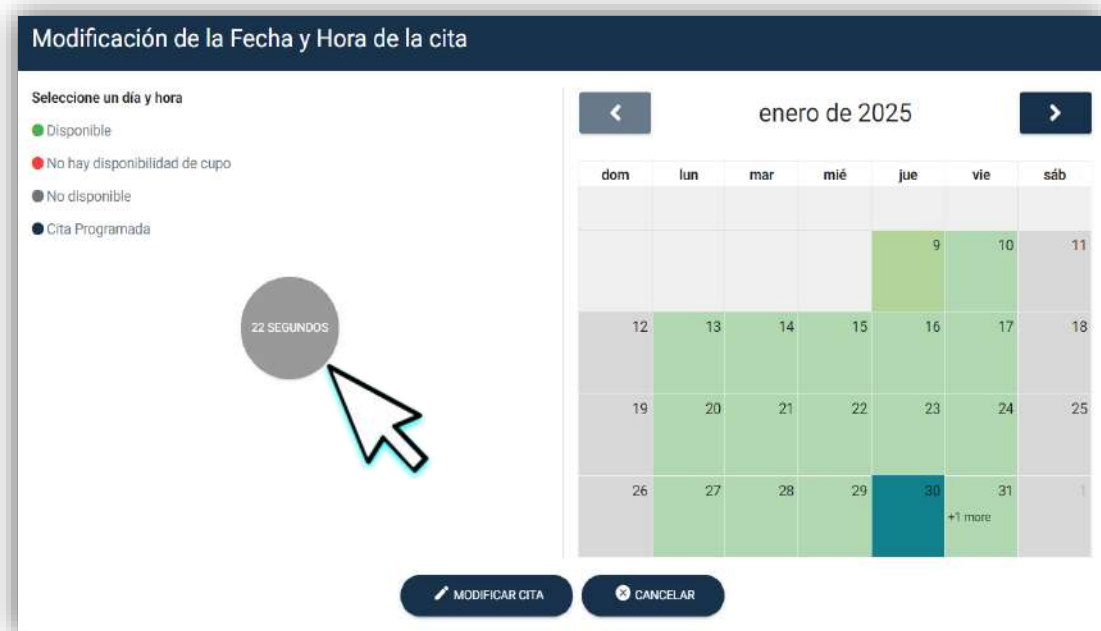 Modificación de la Fecha y Hora de la cita
Seleccione un día y hora
Disponible
No hay disponibilidad de cupo
No disponible
Cita Programada
22 SEGUNDOS
enero de 2025
dom lun mar mié jue vie sáb
9 10 11
12 13 14 15 16 17 18
19 20 21 22 23 24 25
26 27 28 29 30 31 1
+1 more
MODIFICAR CITA
CANCELAR